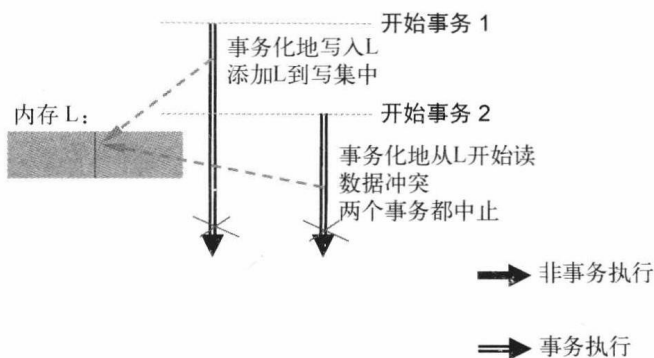 开始事务 1
事务化地写入L
添加L到写集中
内存 L：
开始事务 2
事务化地从L开始读
数据冲突
两个事务都中止
非事务执行
事务执行